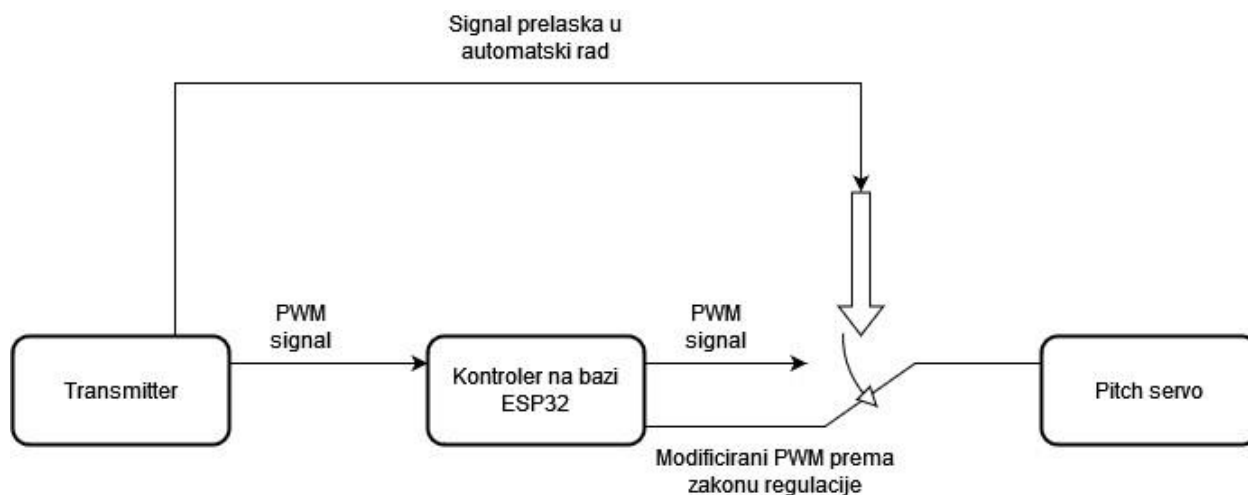 Signal prelaska u
automatski rad
PWM
signal
PWM
signal
Transmitter
Kontroler na bazi
ESP32
Pitch servo
Modificirani PWM prema
zakonu regulacije